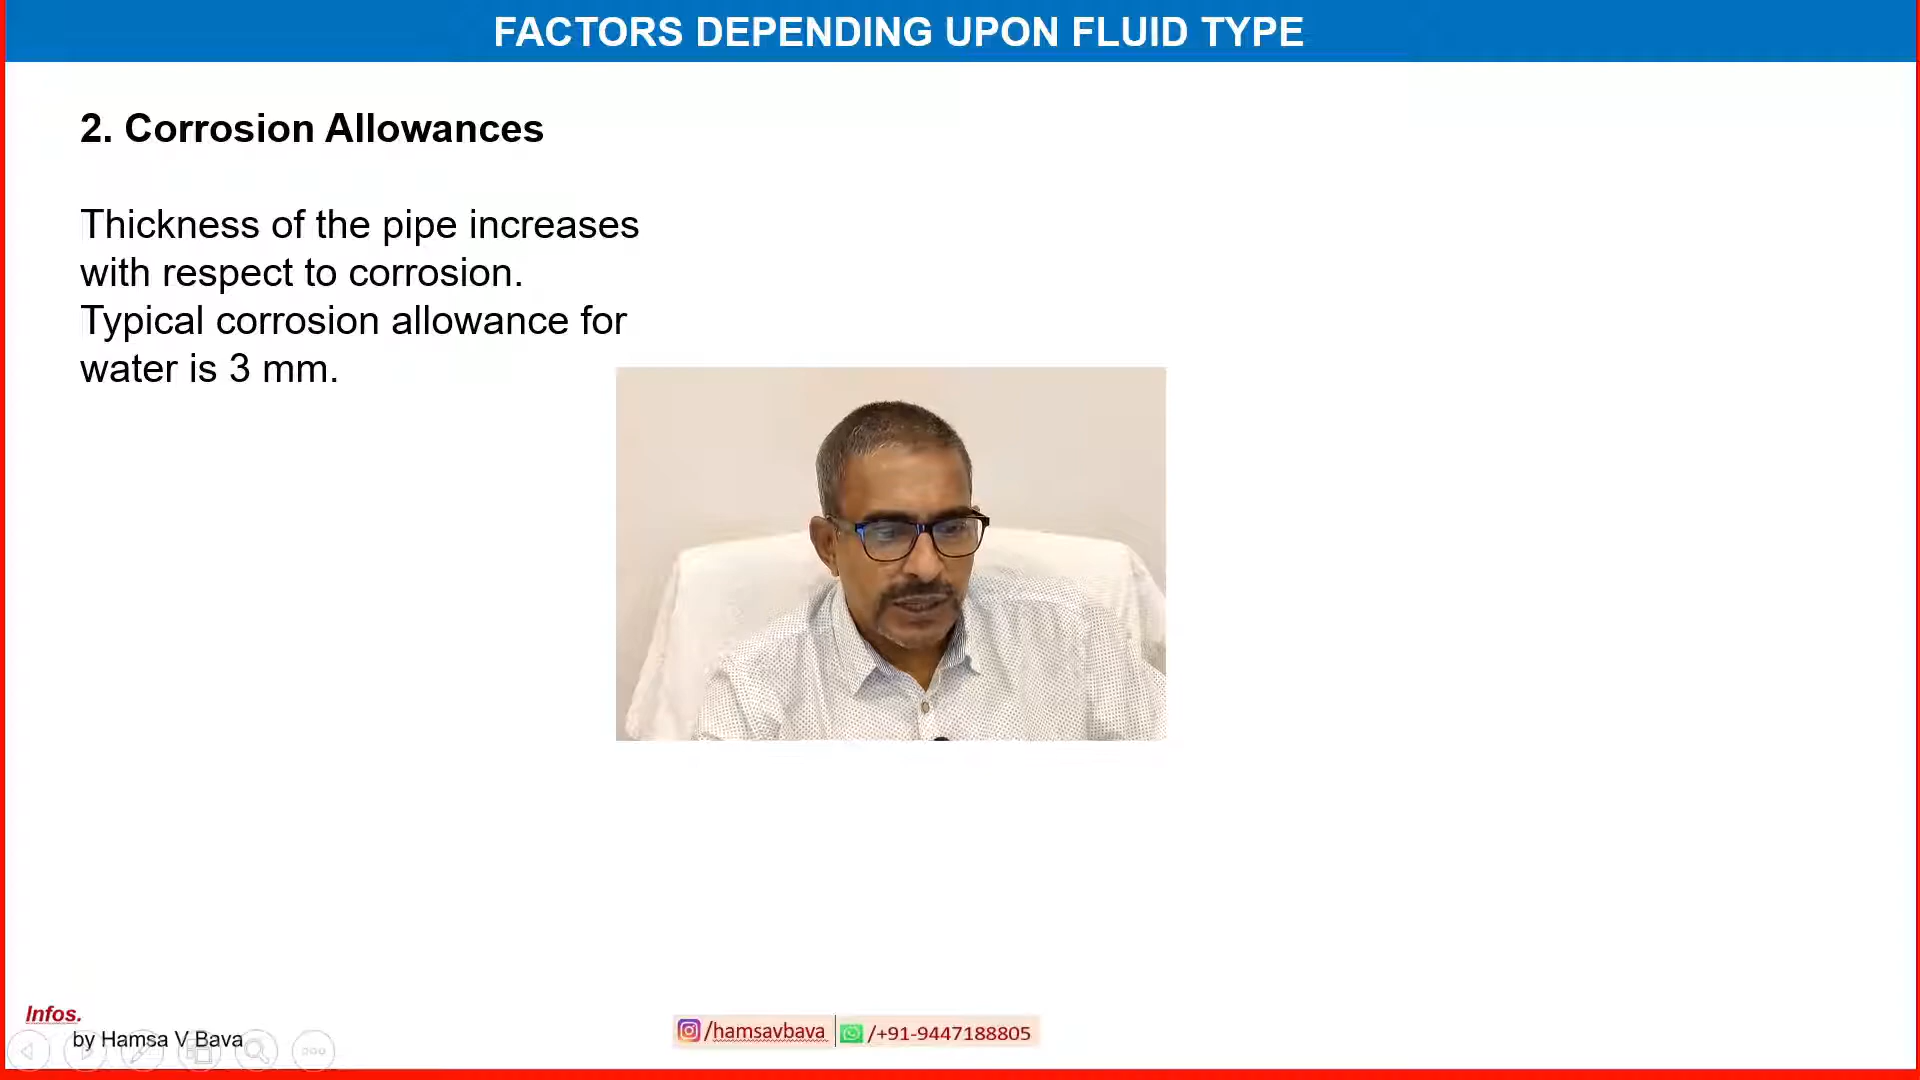 FACTORS DEPENDING UPON FLUID TYPE
2. Corrosion Allowances
Thickness of the pipe increases
with respect to corrosion.
Typical corrosion allowance for
water is 3 mm.
Infos.
by Hamsa V Bava
/hamsavbava /+91-9447188805